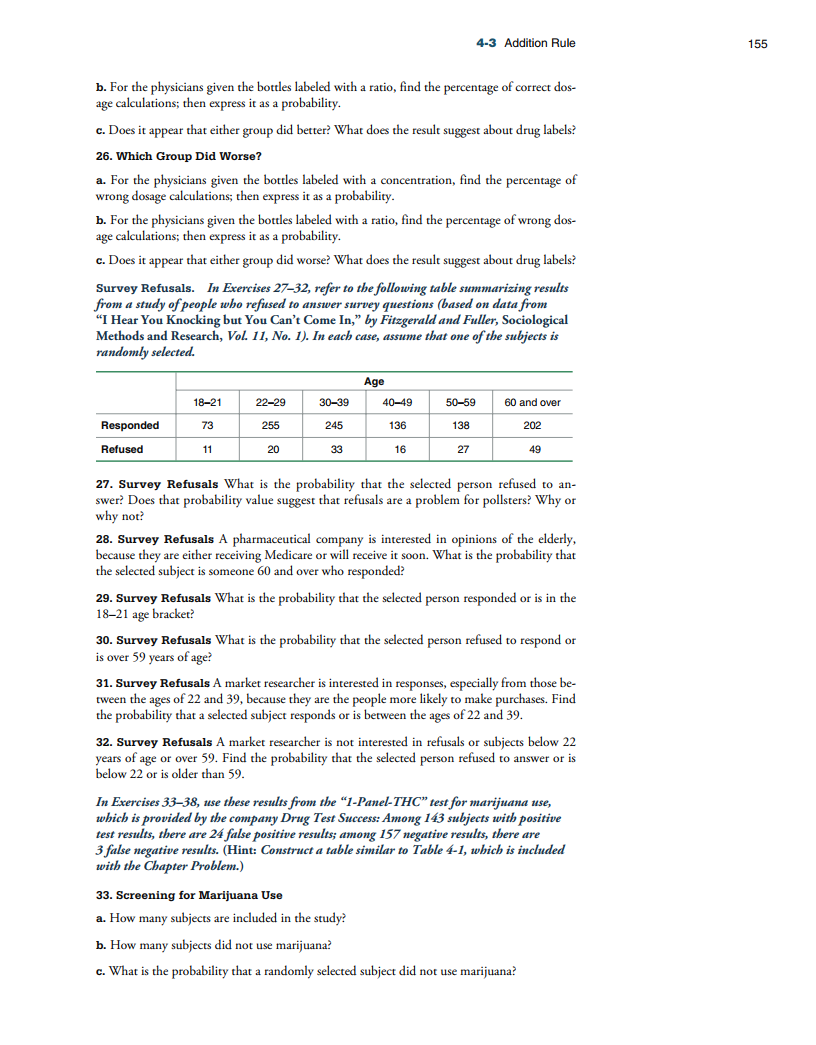 4-3 Addition Rule 155
b. For the physicians given the bottles labeled with a ratio, find the percentage of correct dos-
age calculations; then express it as a probability.
c. Does it appear that either group did better? What does the result suggest about drug labels?
26. Which Group Did Worse?
a. For the physicians given the bottles labeled with a concentration, find the percentage of
wrong dosage calculations; then express it as a probability.
b. For the physicians given the bottles labeled with a ratio, find the percentage of wrong dos-
age calculations; then express it as a probability.
c. Does it appear that either group did worse? What does the result suggest about drug labels?
Survey Refusals. In Exercises 27–32, refer to the following table summarizing results
from a study of people who refused to answer survey questions (based on data from
“I Hear You Knocking but You Can’t Come In,” by Fitzgerald and Fuller, Sociological
Methods and Research, Vol. 11, No. 1). In each case, assume that one of the subjects is
randomly selected.
Age
18–21 22–29 30–39 40–49 50–59 60 and over
Responded 73 255 245 136 138 202
Refused 11 20 33 16 27 49
27. Survey Refusals What is the probability that the selected person refused to an-
swer? Does that probability value suggest that refusals are a problem for pollsters? Why or
why not?
28. Survey Refusals A pharmaceutical company is interested in opinions of the elderly,
because they are either receiving Medicare or will receive it soon. What is the probability that
the selected subject is someone 60 and over who responded?
29. Survey Refusals What is the probability that the selected person responded or is in the
18–21 age bracket?
30. Survey Refusals What is the probability that the selected person refused to respond or
is over 59 years of age?
31. Survey Refusals A market researcher is interested in responses, especially from those be-
tween the ages of 22 and 39, because they are the people more likely to make purchases. Find
the probability that a selected subject responds or is between the ages of 22 and 39.
32. Survey Refusals A market researcher is not interested in refusals or subjects below 22
years of age or over 59. Find the probability that the selected person refused to answer or is
below 22 or is older than 59.
In Exercises 33–38, use these results from the “1-Panel-THC” test for marijuana use,
which is provided by the company Drug Test Success: Among 143 subjects with positive
test results, there are 24 false positive results; among 157 negative results, there are
3 false negative results. (Hint: Construct a table similar to Table 4-1, which is included
with the Chapter Problem.)
33. Screening for Marijuana Use
a. How many subjects are included in the study?
b. How many subjects did not use marijuana?
c. What is the probability that a randomly selected subject did not use marijuana?